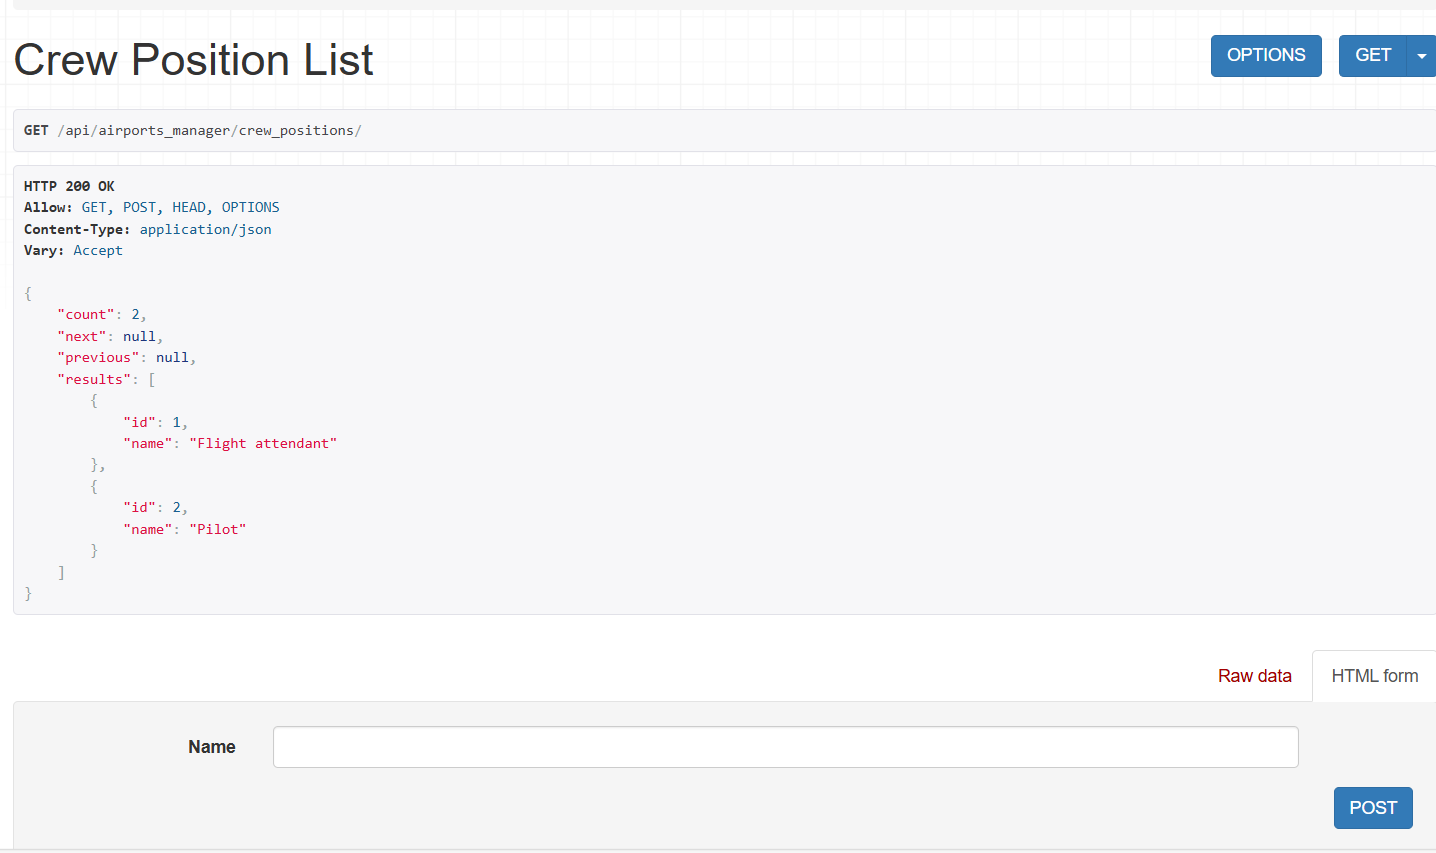 Crew Position List
OPTIONS
GET
GET /api/airports_manager/crew_positions/
HTTP 200 OK
Allow: GET, POST, HEAD, OPTIONS
Content-Type: application/json
Vary: Accept
{
    "count": 2,
    "next": null,
    "previous": null,
    "results": [
        {
            "id": 1,
            "name": "Flight attendant"
        },
        {
            "id": 2,
            "name": "Pilot"
        }
    ]
}
Raw data
HTML form
Name
POST